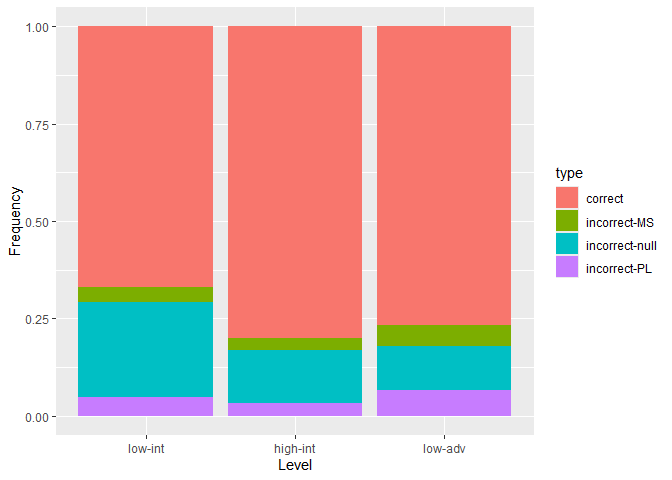 1.00
0.75
0.50
0.25
0.00
Frequency
low-int
high-int
low-adv
Level
type
correct
incorrect-MS
incorrect-null
incorrect-PL